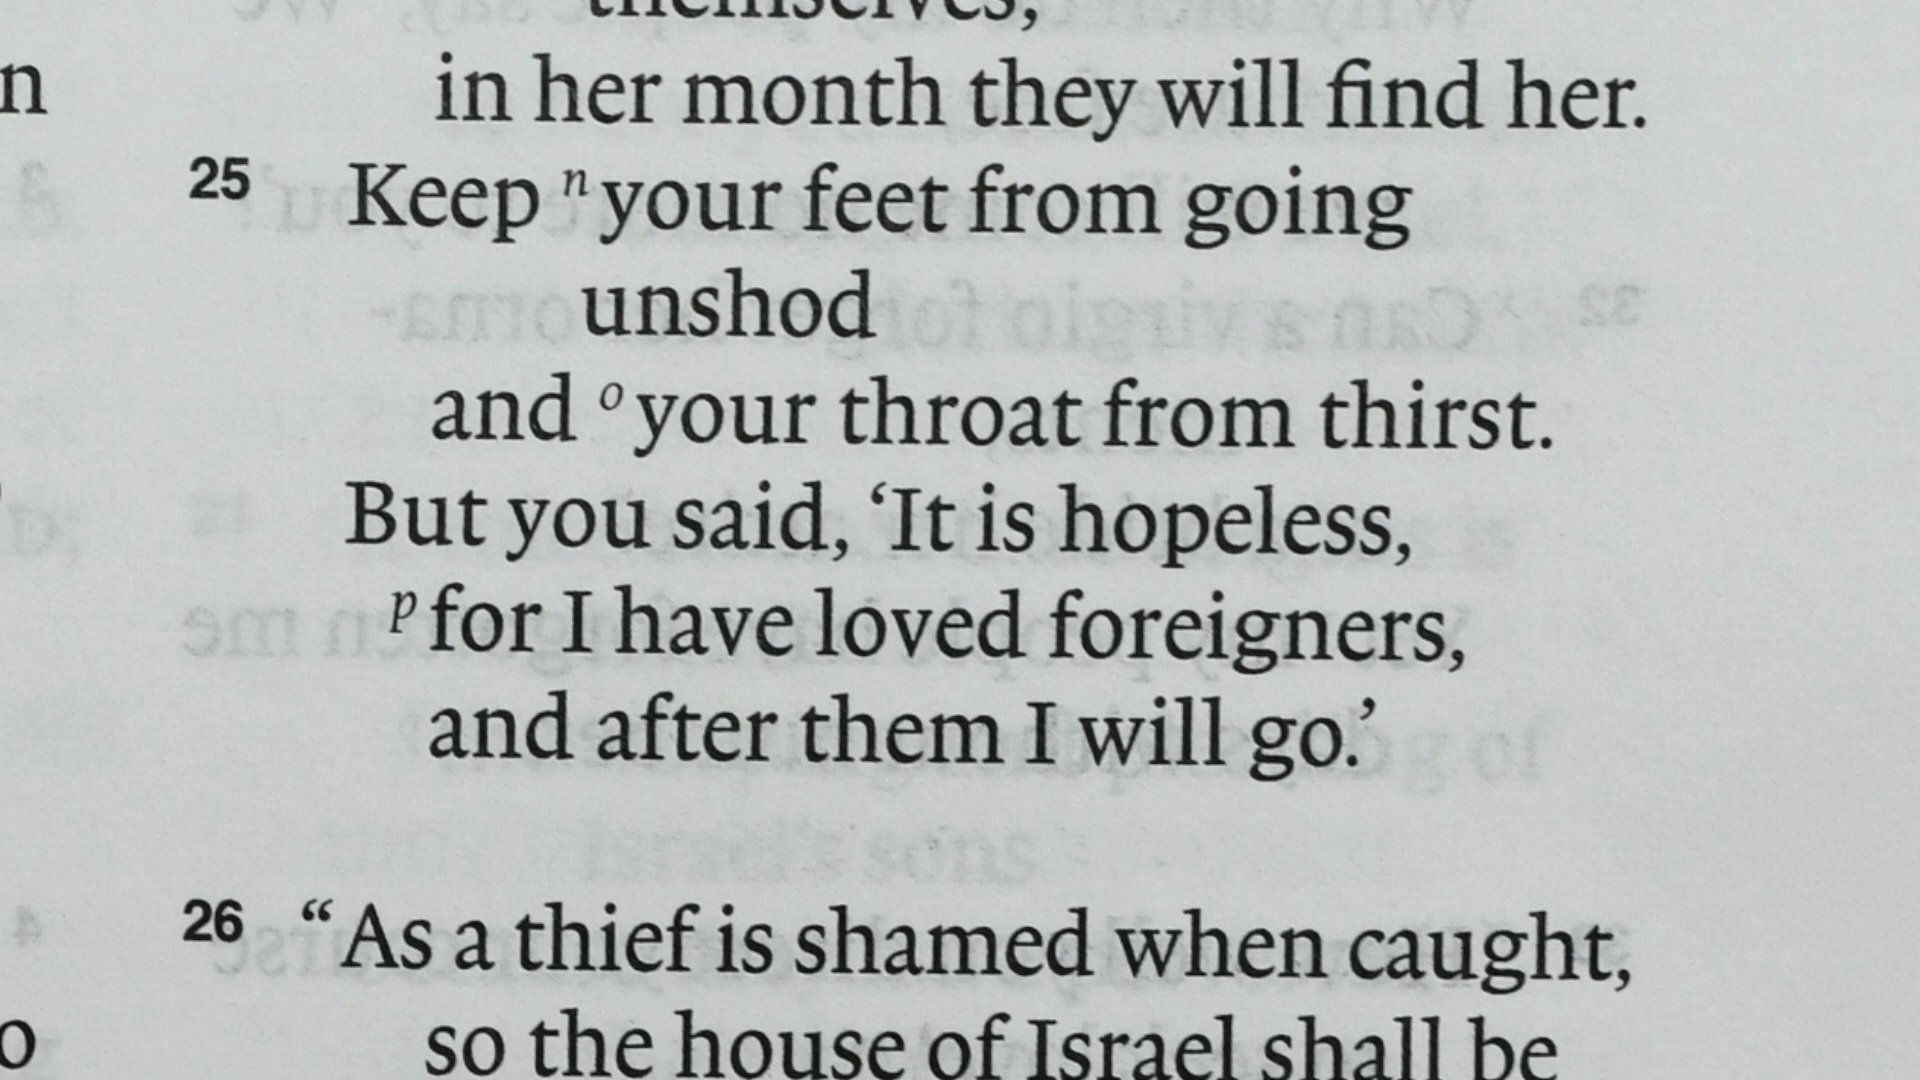 themselves,
in her month they will find her.
25 Keep n your feet from going
unshod
and o your throat from thirst.
But you said, ‘It is hopeless,
p for I have loved foreigners,
and after them I will go.’
26 “As a thief is shamed when caught,
so the house of Israel shall be